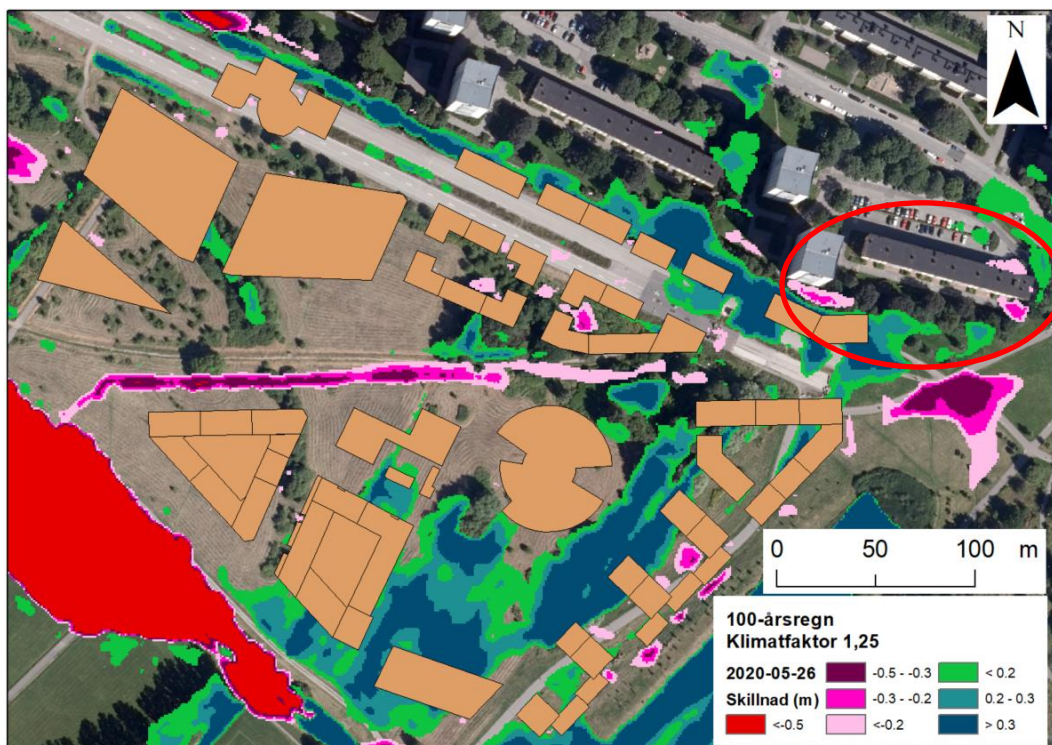 N
0 50 100 m
100-årsregn
Klimatfaktor 1,25
2020-05-26
Skillnad (m)
<-0.5
-0.5 - -0.3
-0.3 - -0.2
<-0.2
< 0.2
0.2 - 0.3
> 0.3